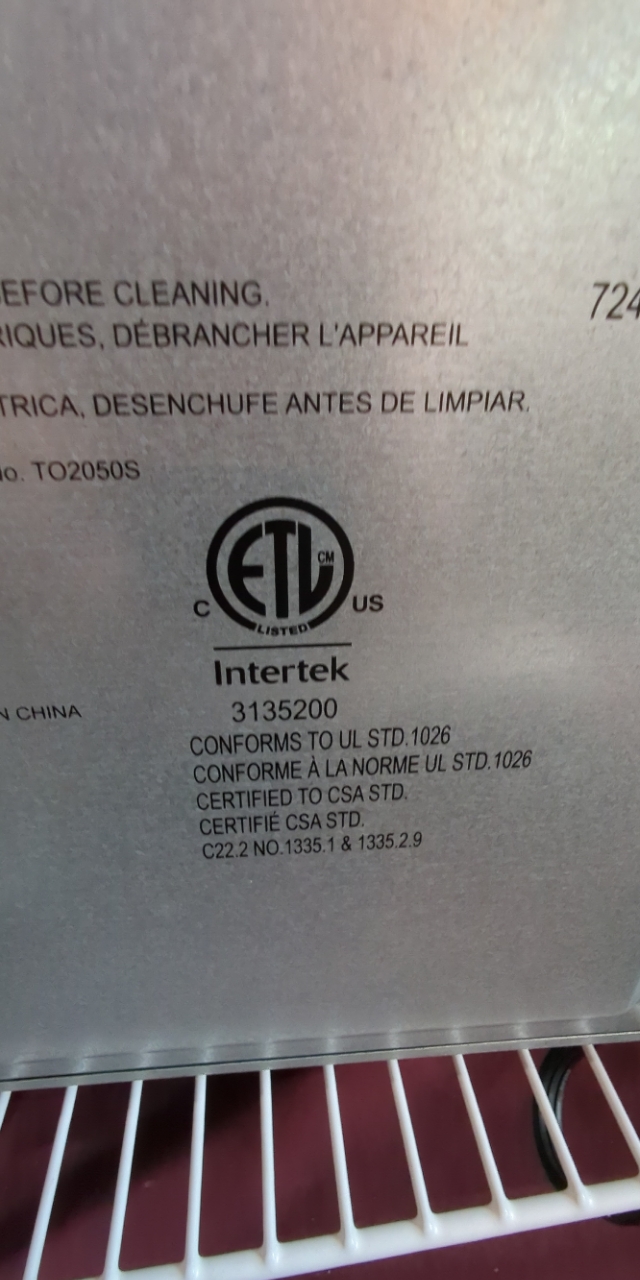 EFORE CLEANING.
724
RIQUES, DÉBRANCHER L'APPAREIL
TRICA, DESENCHUFE ANTES DE LIMPIAR.
o. TO2050S
ETL CM
C US
LISTED
Intertek
N CHINA
3135200
CONFORMS TO UL STD.1026
CONFORME À LA NORME UL STD.1026
CERTIFIED TO CSA STD.
CERTIFIÉ CSA STD.
C22.2 NO.1335.1 & 1335.2.9